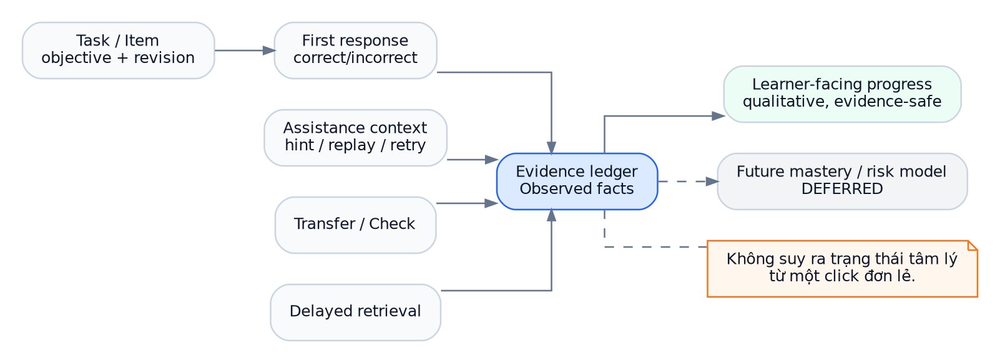 Task / Item
objective + revision
First response
correct/incorrect
Assistance context
hint / replay / retry
Transfer / Check
Delayed retrieval
Evidence ledger
Observed facts
Learner-facing progress
qualitative, evidence-safe
Future mastery / risk model
DEFERRED
Không suy ra trạng thái tâm lý
từ một click đơn lẻ.